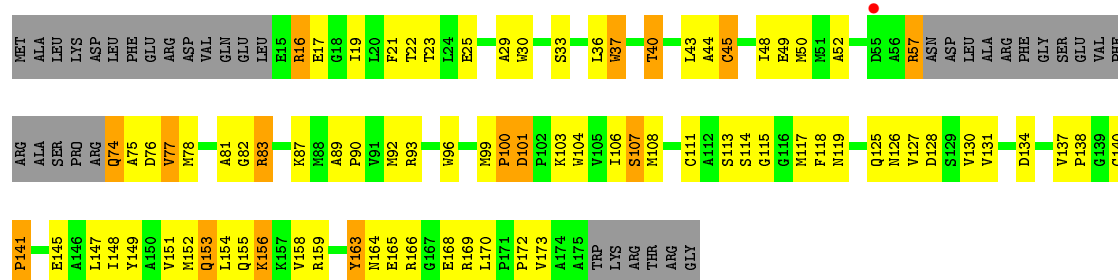 MET ALA LEU LYS ASP LEU PHE GLU ARG ASP VAL GLN GLU LEU E15 R16 E17 G18 I19 L20 F21 T22 T23 L24 E25 A29 W30 S33 L36 W37 T40 L43 A44 C45 I48 E49 M50 M51 A52 D55 A56 R57 ASN ASP LEU ALA ARG PHE GLY SER GLU VAL
ARG ALA SER PRO ARG Q74 A75 D76 V77 M78 A81 G82 R83 K87 M88 A89 P90 V91 M92 R93 W96 M99 P100 D101 P102 K103 W104 V105 I106 S107 M108 C111 A112 S113 S114 G115 G116 M117 F118 N119 Q125 N126 V127 D128 S129 V130 V131 D134 V137 P138 G139 C140
P141 E145 A146 L147 I148 Y149 A150 V151 M152 Q153 L154 Q155 K156 K157 V158 R159 Y163 N164 E165 R166 G167 E168 R169 L170 P171 P172 V173 A174 A175 TRP LYS ARG THR ARG GLY